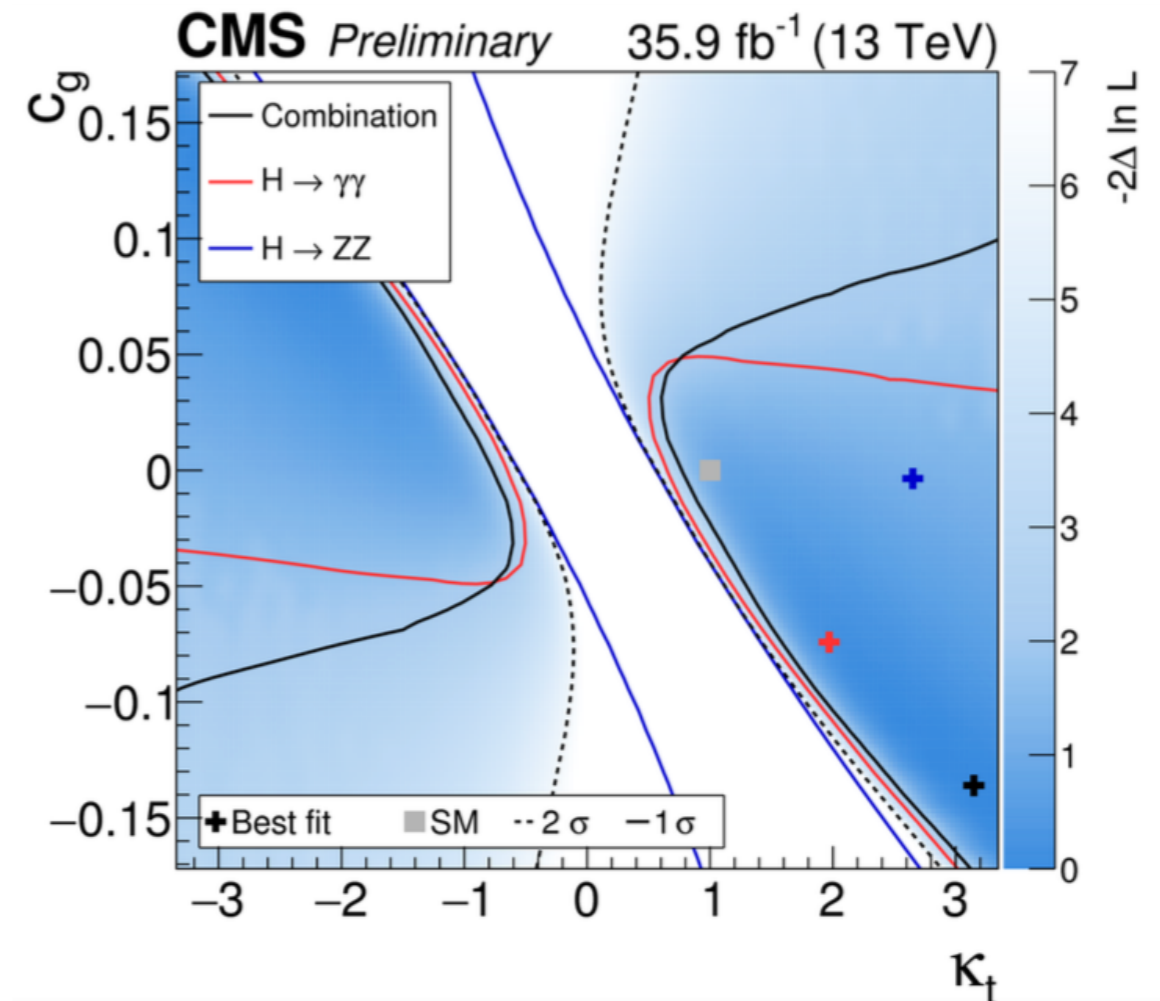 CMS Preliminary 35.9 fb⁻¹ (13 TeV)
c_g
0.15
0.1
0.05
0
−0.05
−0.1
−0.15
Combination
H → γγ
H → ZZ
Best fit SM 2 σ 1 σ
−3 −2 −1 0 1 2 3
κ_t
7
6
5
4
3
2
1
0
-2Δ ln L